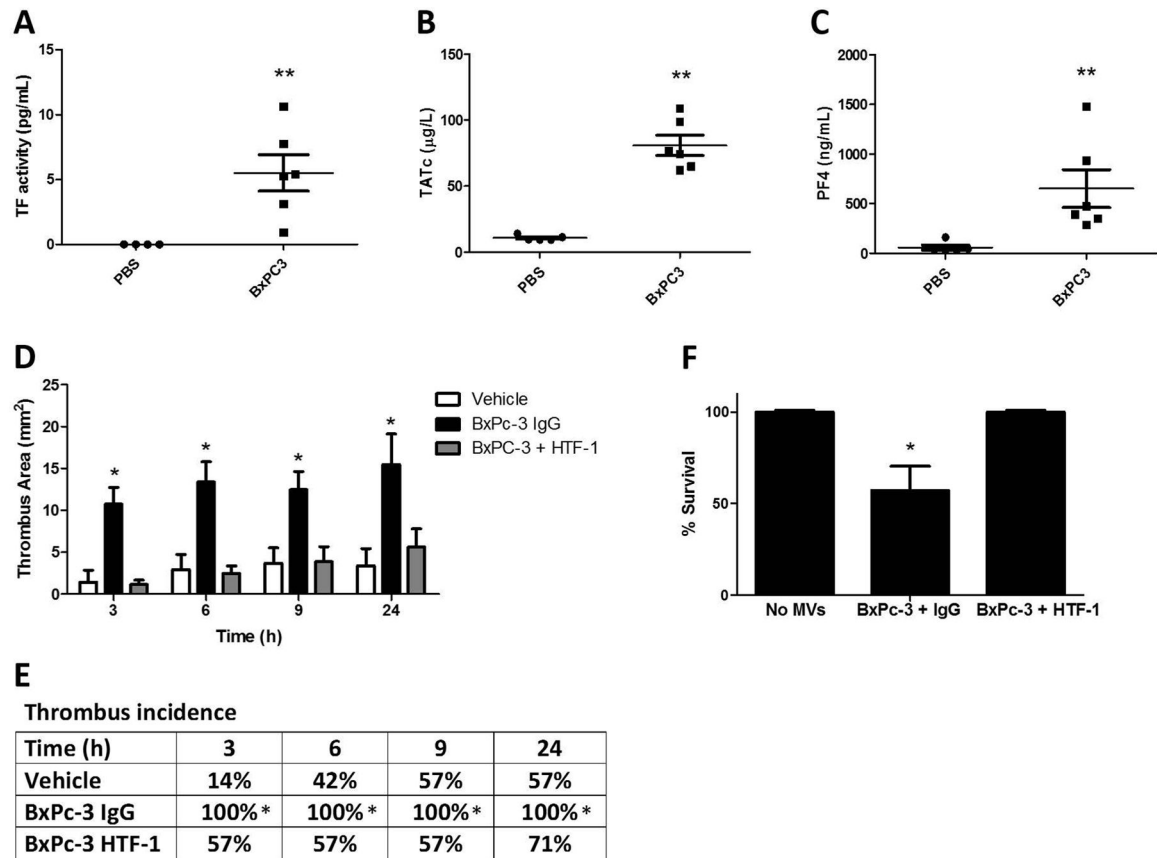 A
TF activity (pg/mL)
15
10
5
0
**
PBS
BxPC3
B
TATc (μg/L)
150
100
50
0
**
PBS
BxPC3
C
PF4 (ng/mL)
2000
1500
1000
500
0
**
PBS
BxPC3
D
Thrombus Area (mm²)
25
20
15
10
5
0
* * * *
3 6 9 24
Time (h)
Vehicle
BxPc-3 IgG
BxPC-3 + HTF-1
F
% Survival
100
50
0
*
No MVs BxPc-3 + IgG BxPc-3 + HTF-1
E
Thrombus incidence
Time (h) 3 6 9 24
Vehicle 14% 42% 57% 57%
BxPc-3 IgG 100%* 100%* 100%* 100%*
BxPc-3 HTF-1 57% 57% 57% 71%